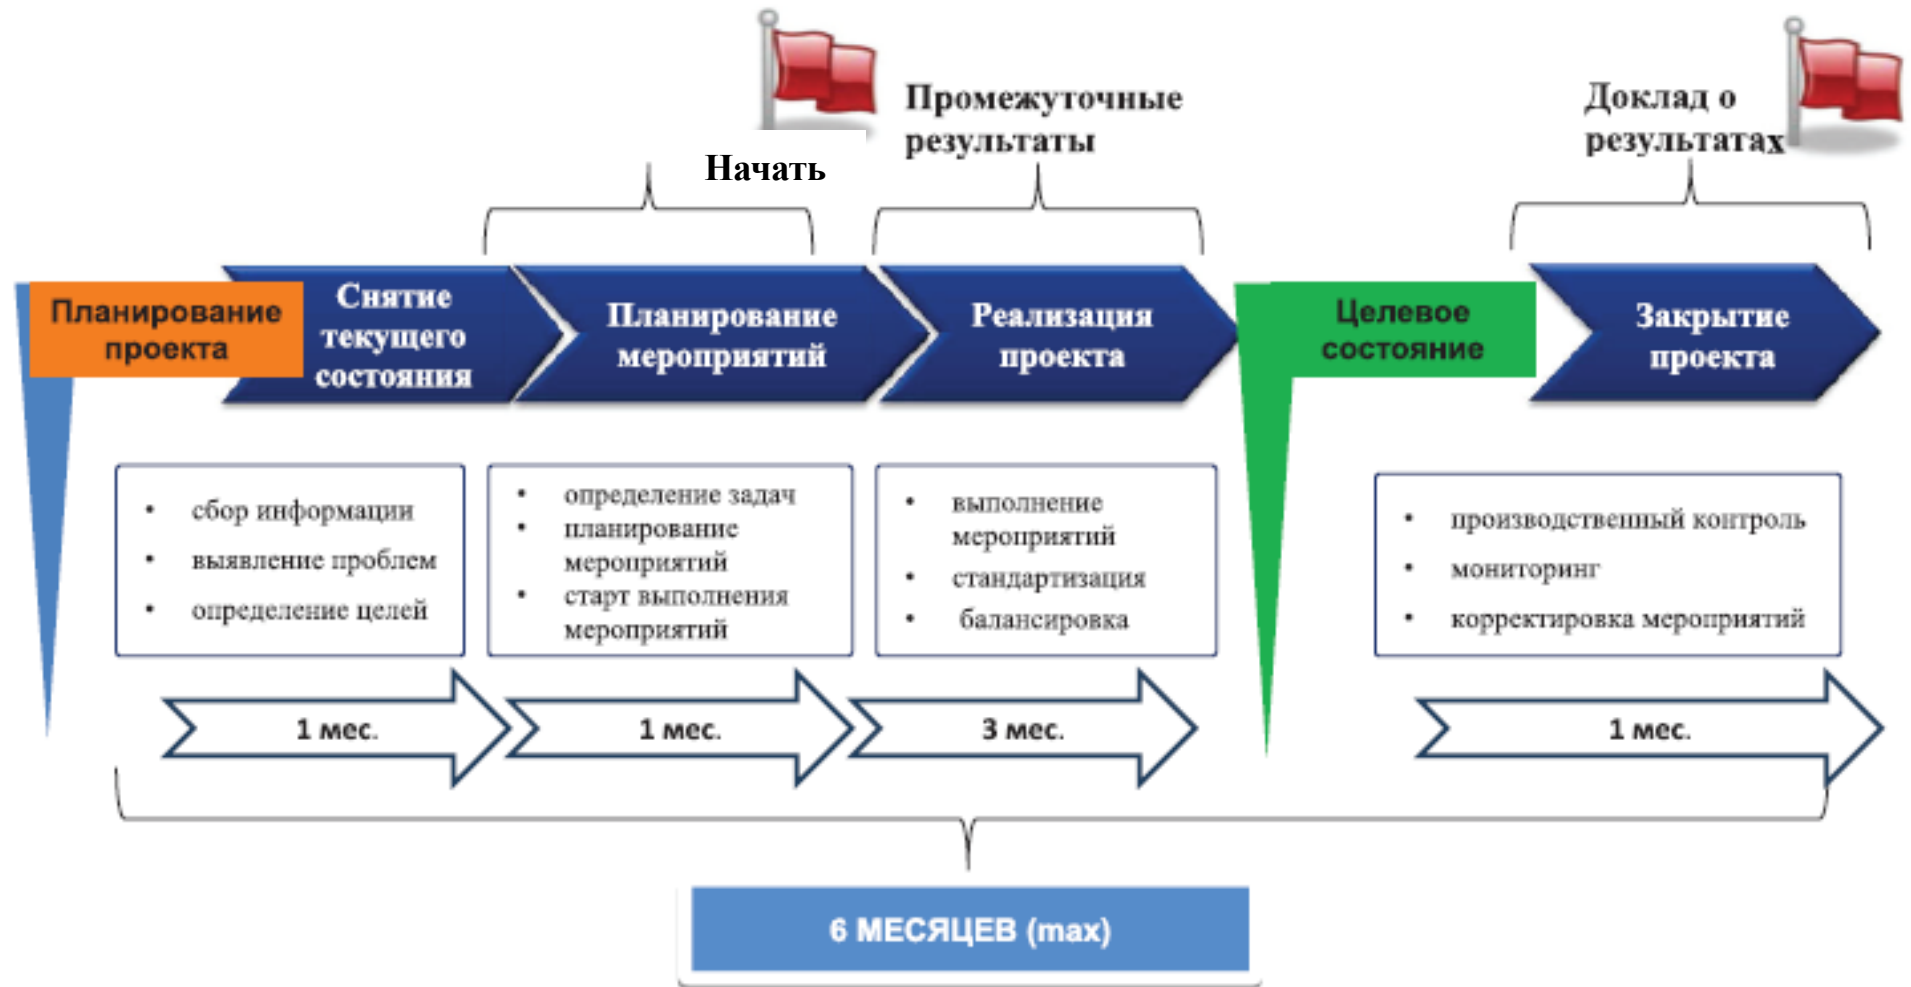 Промежуточные
результаты
Доклад о
результатах
Начать
Планирование
проекта
Снятие
текущего
состояния
Планирование
мероприятий
Реализация
проекта
Целевое
состояние
Закрытие
проекта
• сбор информации
• выявление проблем
• определение целей
• определение задач
• планирование
мероприятий
• старт выполнения
мероприятий
• выполнение
мероприятий
• стандартизация
• балансировка
• производственный контроль
• мониторинг
• корректировка мероприятий
1 мес.
1 мес.
3 мес.
1 мес.
6 МЕСЯЦЕВ (max)